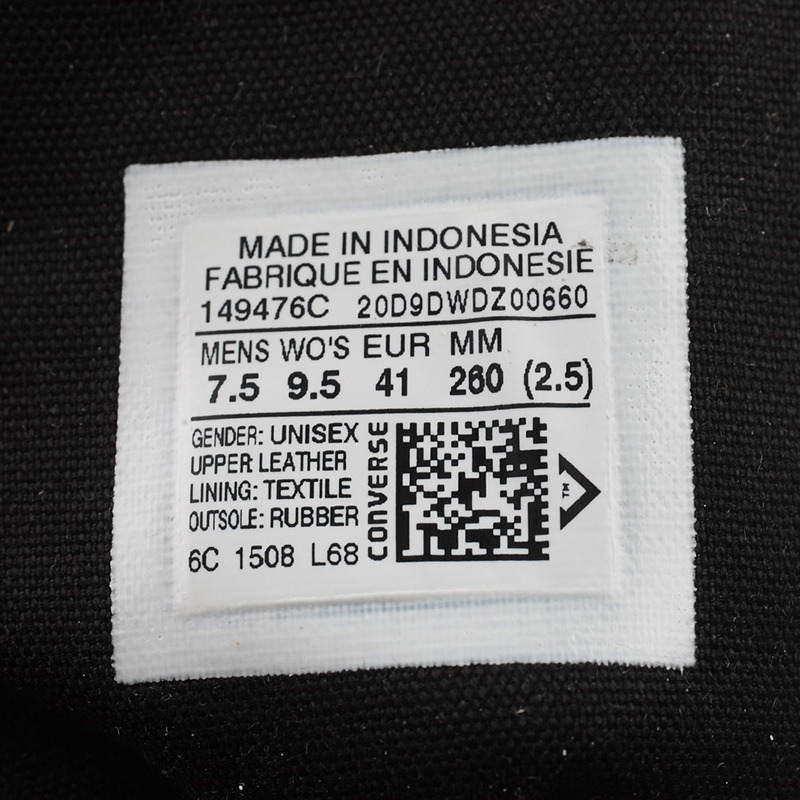 MADE IN INDONESIA
FABRIQUE EN INDONESIE
149476C 20D9DWDZ00660
MENS WO'S EUR MM
7.5 9.5 41 260 (2.5)
GENDER: UNISEX
UPPER: LEATHER
LINING: TEXTILE
OUTSOLE: RUBBER
6C 1508 L68
CONVERSE
TM